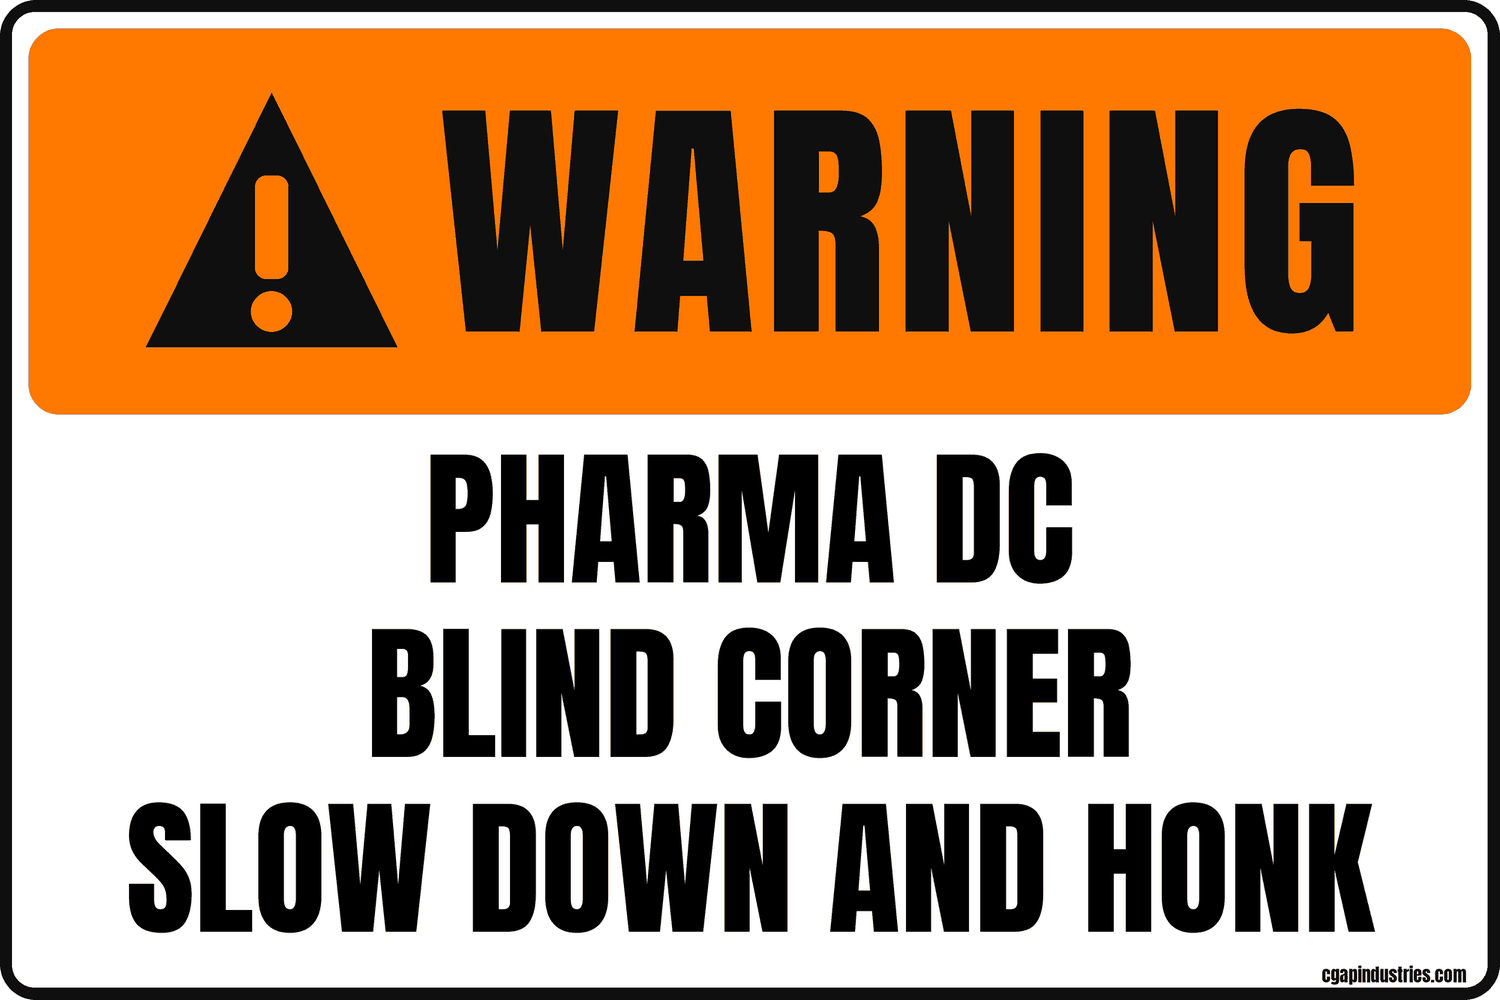 WARNING
PHARMA DC
BLIND CORNER
SLOW DOWN AND HONK
cgapindustries.com